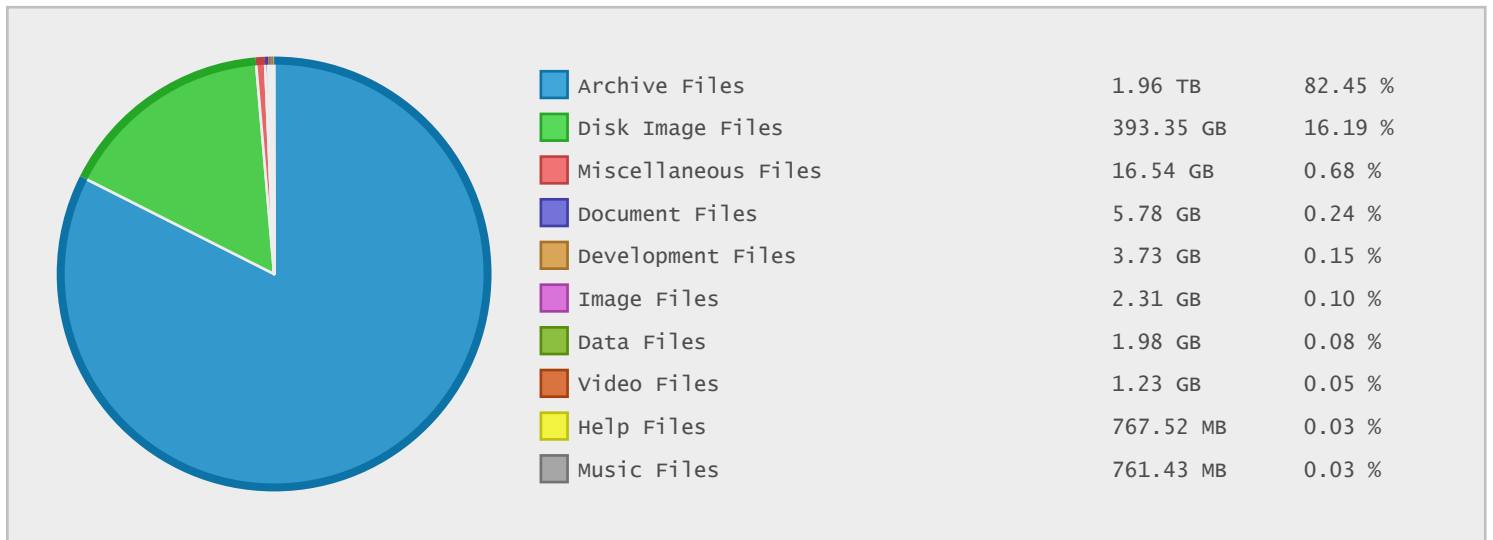 Archive Files 1.96 TB 82.45 %
Disk Image Files 393.35 GB 16.19 %
Miscellaneous Files 16.54 GB 0.68 %
Document Files 5.78 GB 0.24 %
Development Files 3.73 GB 0.15 %
Image Files 2.31 GB 0.10 %
Data Files 1.98 GB 0.08 %
Video Files 1.23 GB 0.05 %
Help Files 767.52 MB 0.03 %
Music Files 761.43 MB 0.03 %